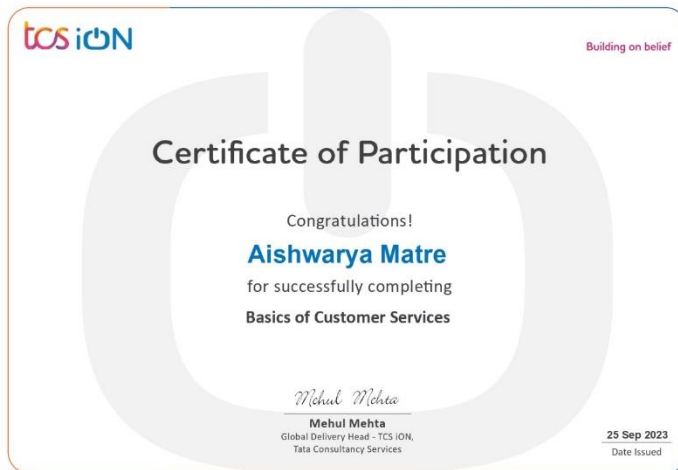 tcs iON
Building on belief
Certificate of Participation
Congratulations!
Aishwarya Matre
for successfully completing
Basics of Customer Services
Mehul Mehta
Mehul Mehta
Global Delivery Head - TCS iON,
Tata Consultancy Services
25 Sep 2023
Date Issued